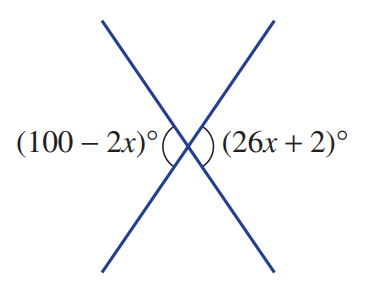 (100 – 2x)° (26x + 2)°